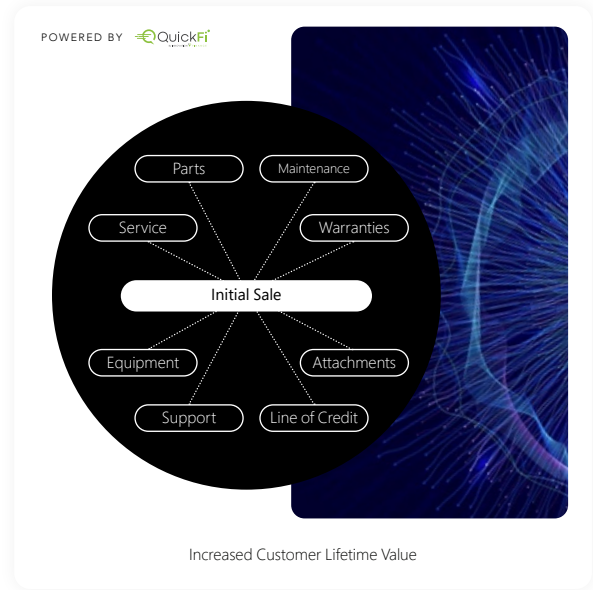 POWERED BY QuickFi
Parts
Maintenance
Service
Warranties
Initial Sale
Equipment
Attachments
Support
Line of Credit
Increased Customer Lifetime Value